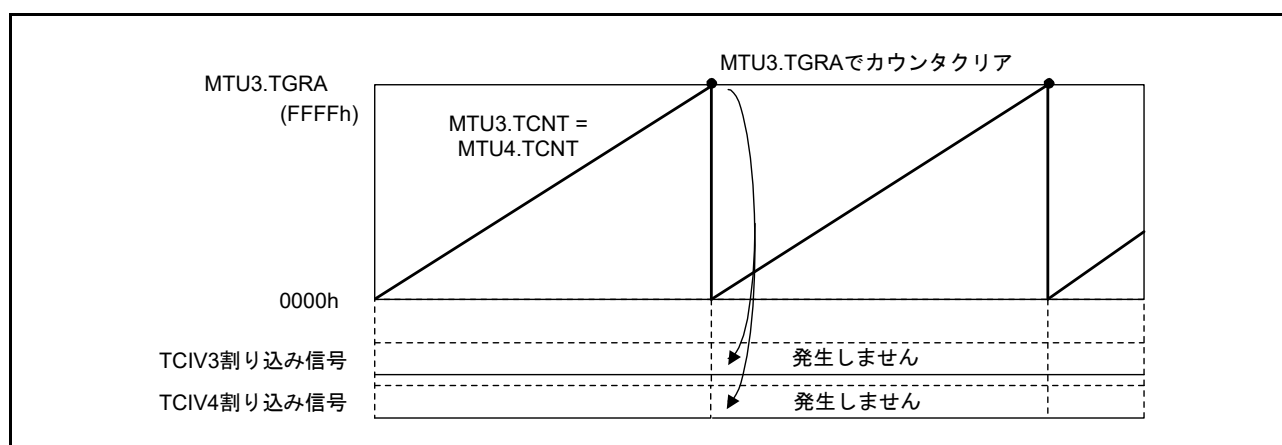 MTU3.TGRAでカウンタクリア
MTU3.TGRA
(FFFFh)
MTU3.TCNT =
MTU4.TCNT
0000h
TCIV3割り込み信号
発生しません
TCIV4割り込み信号
発生しません